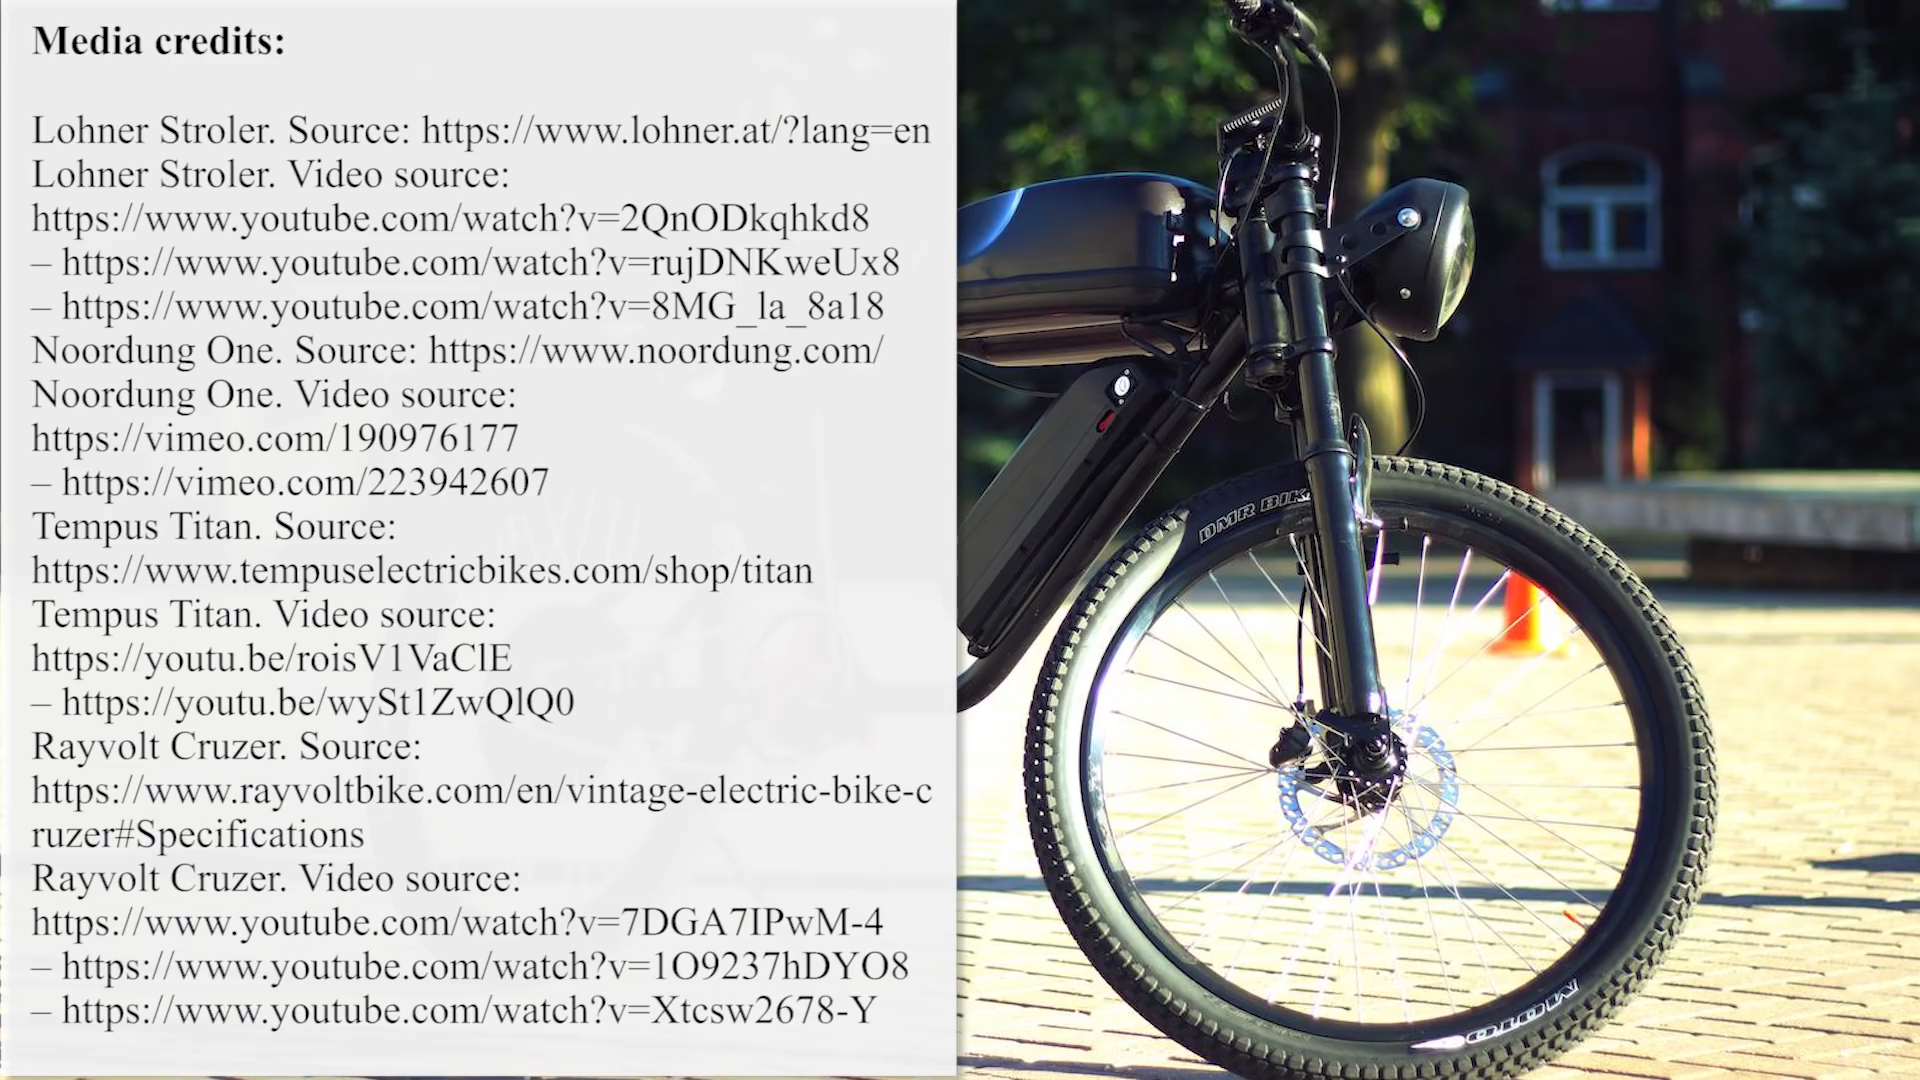 Media credits:
Lohner Stroler. Source: https://www.lohner.at/?lang=en
Lohner Stroler. Video source:
https://www.youtube.com/watch?v=2QnODkqhkd8
– https://www.youtube.com/watch?v=rujDNKweUx8
– https://www.youtube.com/watch?v=8MG_la_8a18
Noordung One. Source: https://www.noordung.com/
Noordung One. Video source:
https://vimeo.com/190976177
– https://vimeo.com/223942607
Tempus Titan. Source:
https://www.tempuselectricbikes.com/shop/titan
Tempus Titan. Video source:
https://youtu.be/roisV1VaClE
– https://youtu.be/wySt1ZwQlQ0
Rayvolt Cruzer. Source:
https://www.rayvoltbike.com/en/vintage-electric-bike-c
ruzer#Specifications
Rayvolt Cruzer. Video source:
https://www.youtube.com/watch?v=7DGA7IPwM-4
– https://www.youtube.com/watch?v=1O9237hDYO8
– https://www.youtube.com/watch?v=Xtcsw2678-Y
DMR BIKE
MOTO